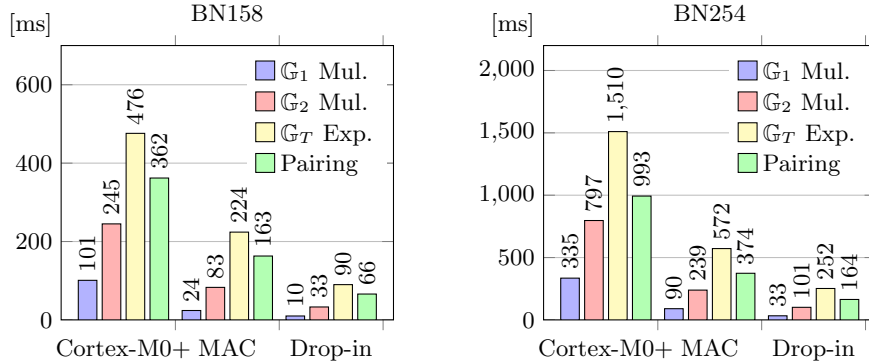 BN158
[ms]
600
400
200
0
101
245
476
362
24
83
224
163
10
33
90
66
𝔾₁ Mul.
𝔾₂ Mul.
𝔾_T Exp.
Pairing
Cortex-M0+ MAC Drop-in
BN254
[ms]
2,000
1,500
1,000
500
0
335
797
1,510
993
90
239
572
374
33
101
252
164
𝔾₁ Mul.
𝔾₂ Mul.
𝔾_T Exp.
Pairing
Cortex-M0+ MAC Drop-in